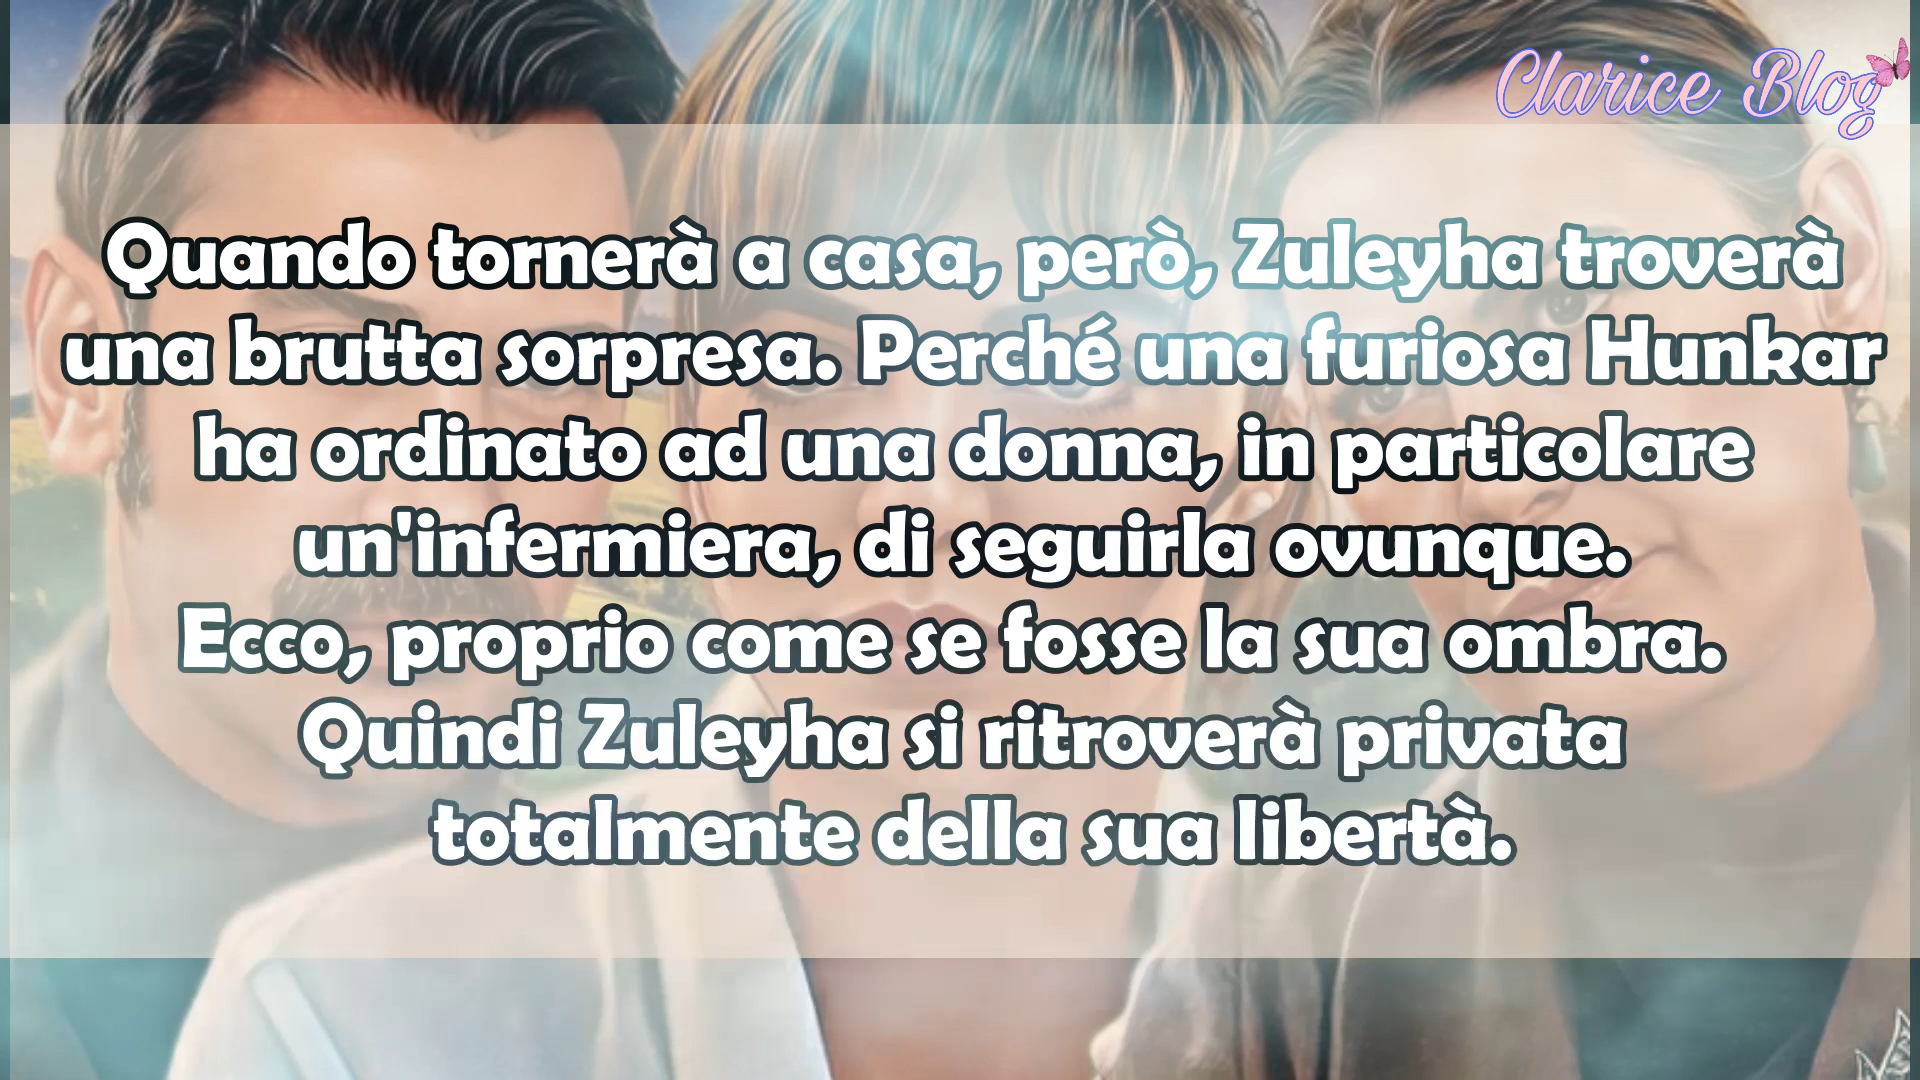 Clarice Blog
Quando tornerà a casa, però, Zuleyha troverà
una brutta sorpresa. Perché una furiosa Hunkar
ha ordinato ad una donna, in particolare
un'infermiera, di seguirla ovunque.
Ecco, proprio come se fosse la sua ombra.
Quindi Zuleyha si ritroverà privata
totalmente della sua libertà.